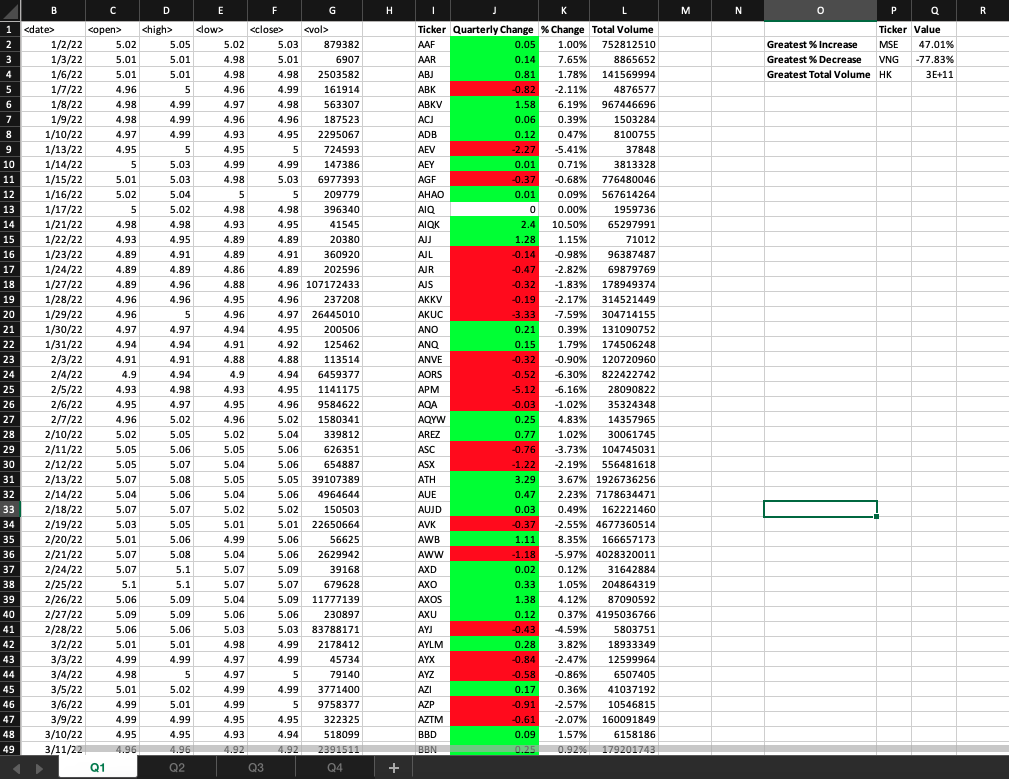 B C D E F G H I J K L M N O P Q R
1 <date> <open> <high> <low> <close> <vol> Ticker Quarterly Change % Change Total Volume Ticker Value
2 1/2/22 5.02 5.05 5.02 5.03 879382 AAF 0.05 1.00% 752812510 Greatest % Increase MSE 47.01%
3 1/3/22 5.01 5.01 4.98 5.01 6907 AAR 0.14 7.65% 8865652 Greatest % Decrease VNG -77.83%
4 1/6/22 5.01 5.01 4.98 4.98 2503582 ABJ 0.81 1.78% 141569994 Greatest Total Volume HK 3E+11
5 1/7/22 4.96 5 4.96 4.99 161914 ABK -0.82 -2.11% 4876577
6 1/8/22 4.98 4.99 4.97 4.98 563307 ABKV 1.58 6.19% 967446696
7 1/9/22 4.98 4.99 4.96 4.96 187523 ACJ 0.06 0.39% 1503284
8 1/10/22 4.97 4.99 4.93 4.95 2295067 ADB 0.12 0.47% 8100755
9 1/13/22 4.95 5 4.95 5 724593 AEV -2.27 -5.41% 37848
10 1/14/22 5 5.03 4.99 4.99 147386 AEY 0.01 0.71% 3813328
11 1/15/22 5.01 5.03 4.98 5.03 6977393 AGF -0.37 -0.68% 776480046
12 1/16/22 5.02 5.04 5 5 209779 AHAO 0.01 0.09% 567614264
13 1/17/22 5 5.02 4.98 4.98 396340 AIQ 0 0.00% 1959736
14 1/21/22 4.98 4.98 4.93 4.95 41545 AIQK 2.4 10.50% 65297991
15 1/22/22 4.93 4.95 4.89 4.89 20380 AJJ 1.28 1.15% 71012
16 1/23/22 4.89 4.91 4.89 4.91 360920 AJL -0.14 -0.98% 96387487
17 1/24/22 4.89 4.89 4.86 4.89 202596 AJR -0.47 -2.82% 69879769
18 1/27/22 4.89 4.96 4.88 4.96 107172433 AJS -0.32 -1.83% 178949374
19 1/28/22 4.96 4.96 4.95 4.96 237208 AKKV -0.19 -2.17% 314521449
20 1/29/22 4.96 5 4.96 4.97 26445010 AKUC -3.33 -7.59% 304714155
21 1/30/22 4.97 4.97 4.94 4.95 200506 ANO 0.21 0.39% 131090752
22 1/31/22 4.94 4.94 4.91 4.92 125462 ANQ 0.15 1.79% 174506248
23 2/3/22 4.91 4.91 4.88 4.88 113514 ANVE -0.32 -0.90% 120720960
24 2/4/22 4.9 4.94 4.9 4.94 6459377 AORS -0.52 -6.30% 822422742
25 2/5/22 4.93 4.98 4.93 4.95 1141175 APM -5.12 -6.16% 28090822
26 2/6/22 4.95 4.97 4.95 4.96 9584622 AQA -0.03 -1.02% 35324348
27 2/7/22 4.96 5.02 4.96 5.02 1580341 AQYW 0.25 4.83% 14357965
28 2/10/22 5.02 5.05 5.02 5.04 339812 AREZ 0.77 1.02% 30061745
29 2/11/22 5.05 5.06 5.05 5.06 626351 ASC -0.76 -3.73% 104745031
30 2/12/22 5.05 5.07 5.04 5.06 654887 ASX -1.22 -2.19% 556481618
31 2/13/22 5.07 5.08 5.05 5.05 39107389 ATH 3.29 3.67% 1926736256
32 2/14/22 5.04 5.06 5.04 5.06 4964644 AUE 0.47 2.23% 7178634471
33 2/18/22 5.07 5.07 5.02 5.02 150503 AUJD 0.03 0.49% 162221460
34 2/19/22 5.03 5.05 5.01 5.01 22650664 AVK -0.37 -2.55% 4677360514
35 2/20/22 5.01 5.06 4.99 5.06 56625 AWB 1.11 8.35% 166657173
36 2/21/22 5.07 5.08 5.04 5.06 2629942 AWW -1.18 -5.97% 4028320011
37 2/24/22 5.07 5.1 5.07 5.09 39168 AXD 0.02 0.12% 31642884
38 2/25/22 5.1 5.1 5.07 5.07 679628 AXO 0.33 1.05% 204864319
39 2/26/22 5.06 5.09 5.04 5.09 11777139 AXOS 1.38 4.12% 87090592
40 2/27/22 5.09 5.09 5.06 5.06 230897 AXU 0.12 0.37% 4195036766
41 2/28/22 5.06 5.06 5.03 5.03 83788171 AYJ -0.43 -4.59% 5803751
42 3/2/22 5.01 5.01 4.98 4.99 2178412 AYLM 0.28 3.82% 18933349
43 3/3/22 4.99 4.99 4.97 4.99 45734 AYX -0.84 -2.47% 12599964
44 3/4/22 4.98 5 4.97 5 79140 AYZ -0.58 -0.86% 6507405
45 3/5/22 5.01 5.02 4.99 4.99 3771400 AZI 0.17 0.36% 41037192
46 3/6/22 4.99 5.01 4.99 5 9758377 AZP -0.91 -2.57% 10546815
47 3/9/22 4.99 4.99 4.95 4.95 322325 AZTM -0.61 -2.07% 160091849
48 3/10/22 4.95 4.95 4.93 4.94 518099 BBD 0.09 1.57% 6158186
49 3/11/22 4.96 4.96 4.92 4.92 2391511 BBN 0.25 0.92% 179201743
Q1 Q2 Q3 Q4 +